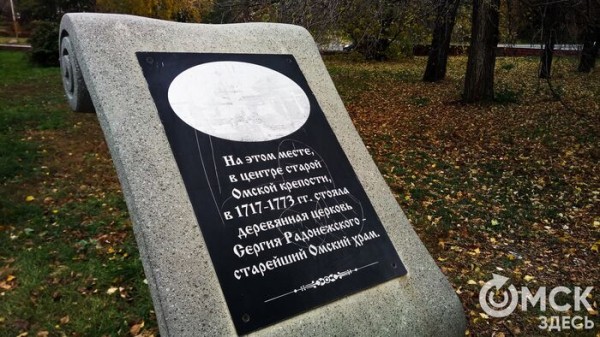 На этом месте,
в центре старой
Омской крепости,
в 1717-1773 гг. стояла
деревянная церковь
Сергия Радонежского -
старейший Омский храм.
ОМСК
ЗДЕСЬ